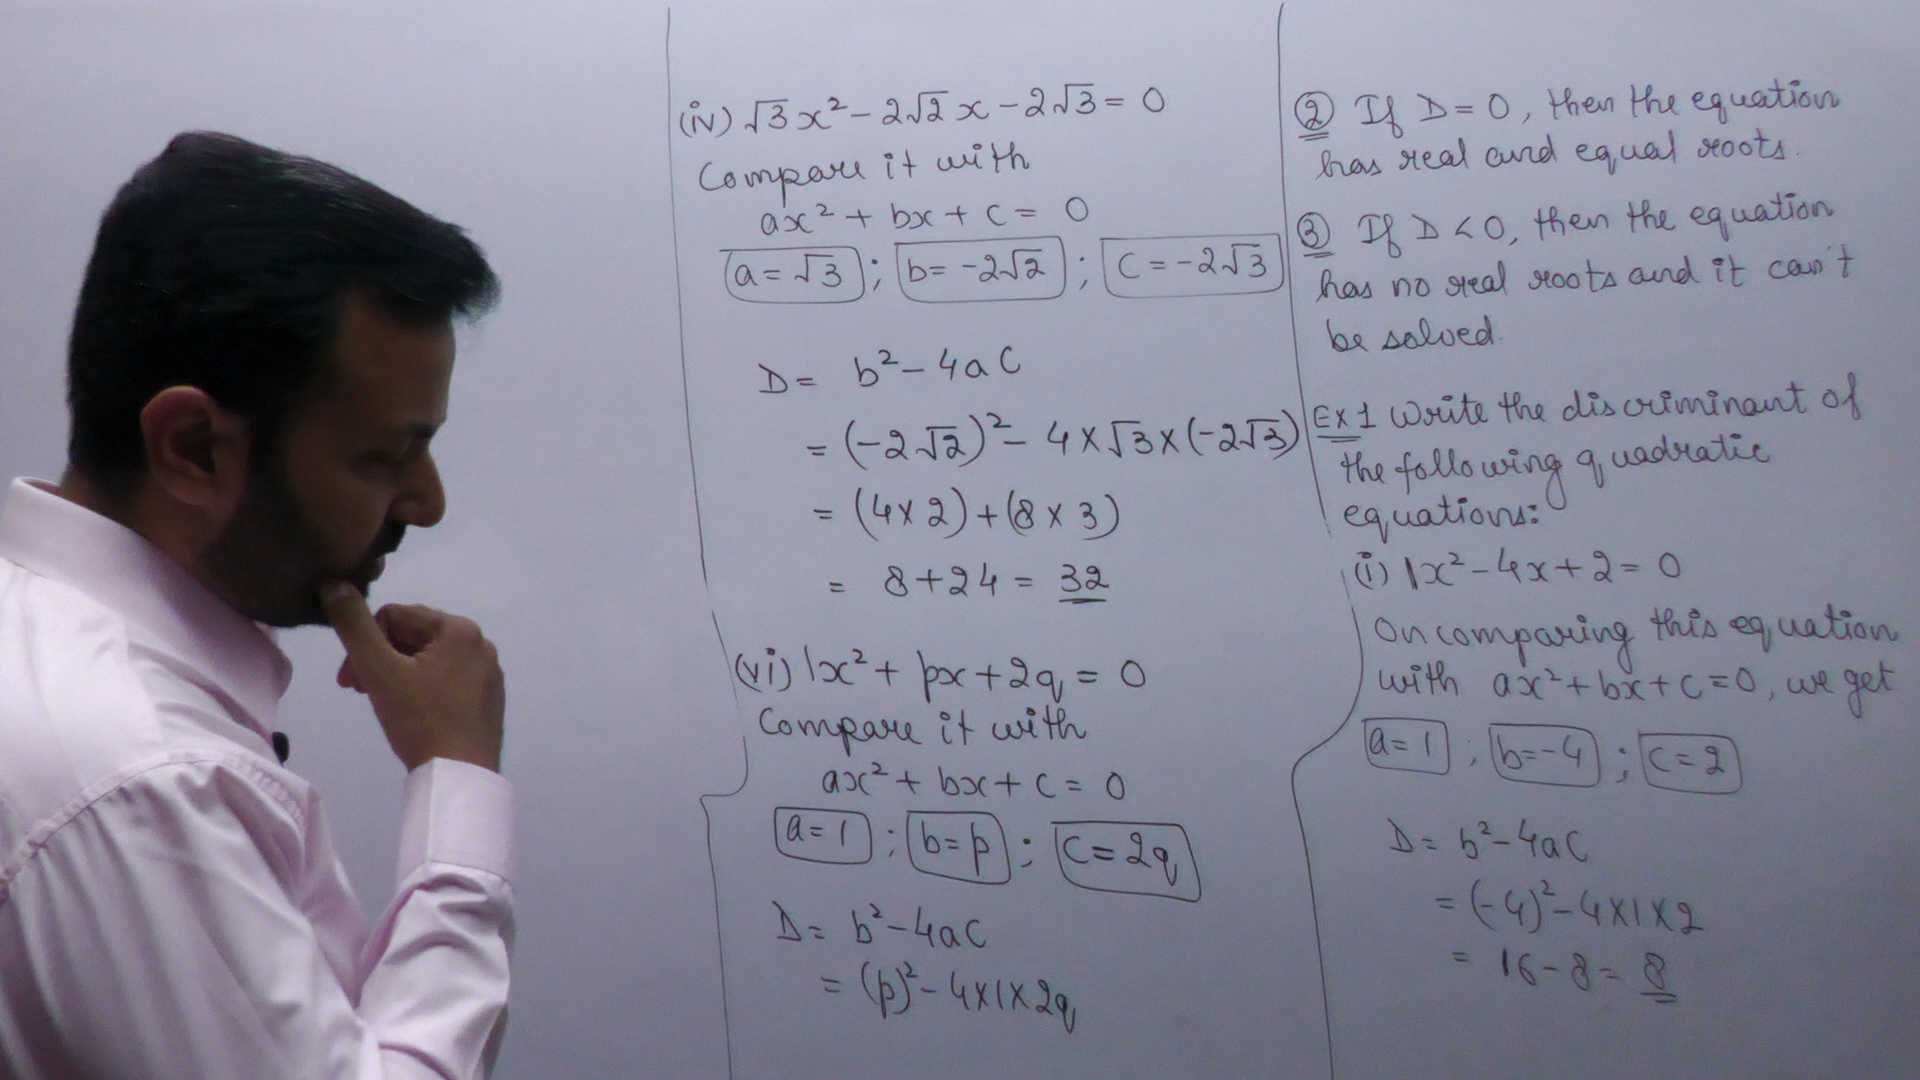 (iv) √3x² - 2√2x - 2√3 = 0
Compare it with
ax² + bx + c = 0
a = √3 ; b = -2√2 ; c = -2√3
D = b² - 4ac
= (-2√2)² - 4×√3×(-2√3)
= (4×2)+(8×3)
= 8+24 = 32
(vi) 1x² + px + 2q = 0
Compare it with
ax² + bx + c = 0
a = 1 ; b = p ; c = 2q
D = b² - 4ac
= (p)² - 4×1×2q
② If D = 0, then the equation
has real and equal roots.
③ If D < 0, then the equation
has no real roots and it can't
be solved.
EX 1 Write the discriminant of
the following quadratic
equations:
(i) 1x² - 4x + 2 = 0
On comparing this equation
with ax² + bx + c = 0, we get
a = 1 ; b = -4 ; c = 2
D = b² - 4ac
= (-4)² - 4×1×2
= 16 - 8 = 8